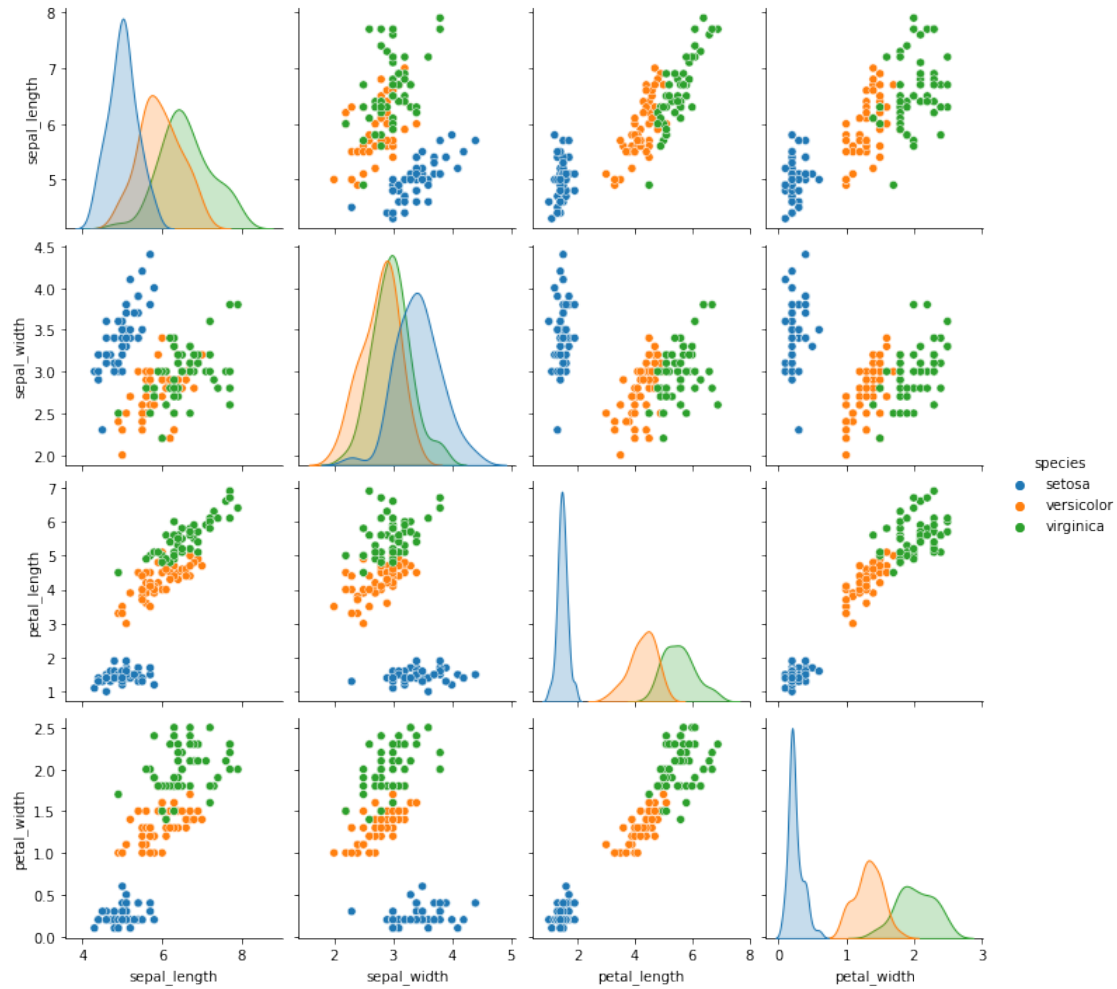 8
7
6
5
sepal_length
4.5
4.0
3.5
3.0
2.5
2.0
sepal_width
7
6
5
4
3
2
1
petal_length
2.5
2.0
1.5
1.0
0.5
0.0
petal_width
4 6 8
sepal_length
2 3 4 5
sepal_width
2 4 6 8
petal_length
0 1 2 3
petal_width
species
setosa
versicolor
virginica